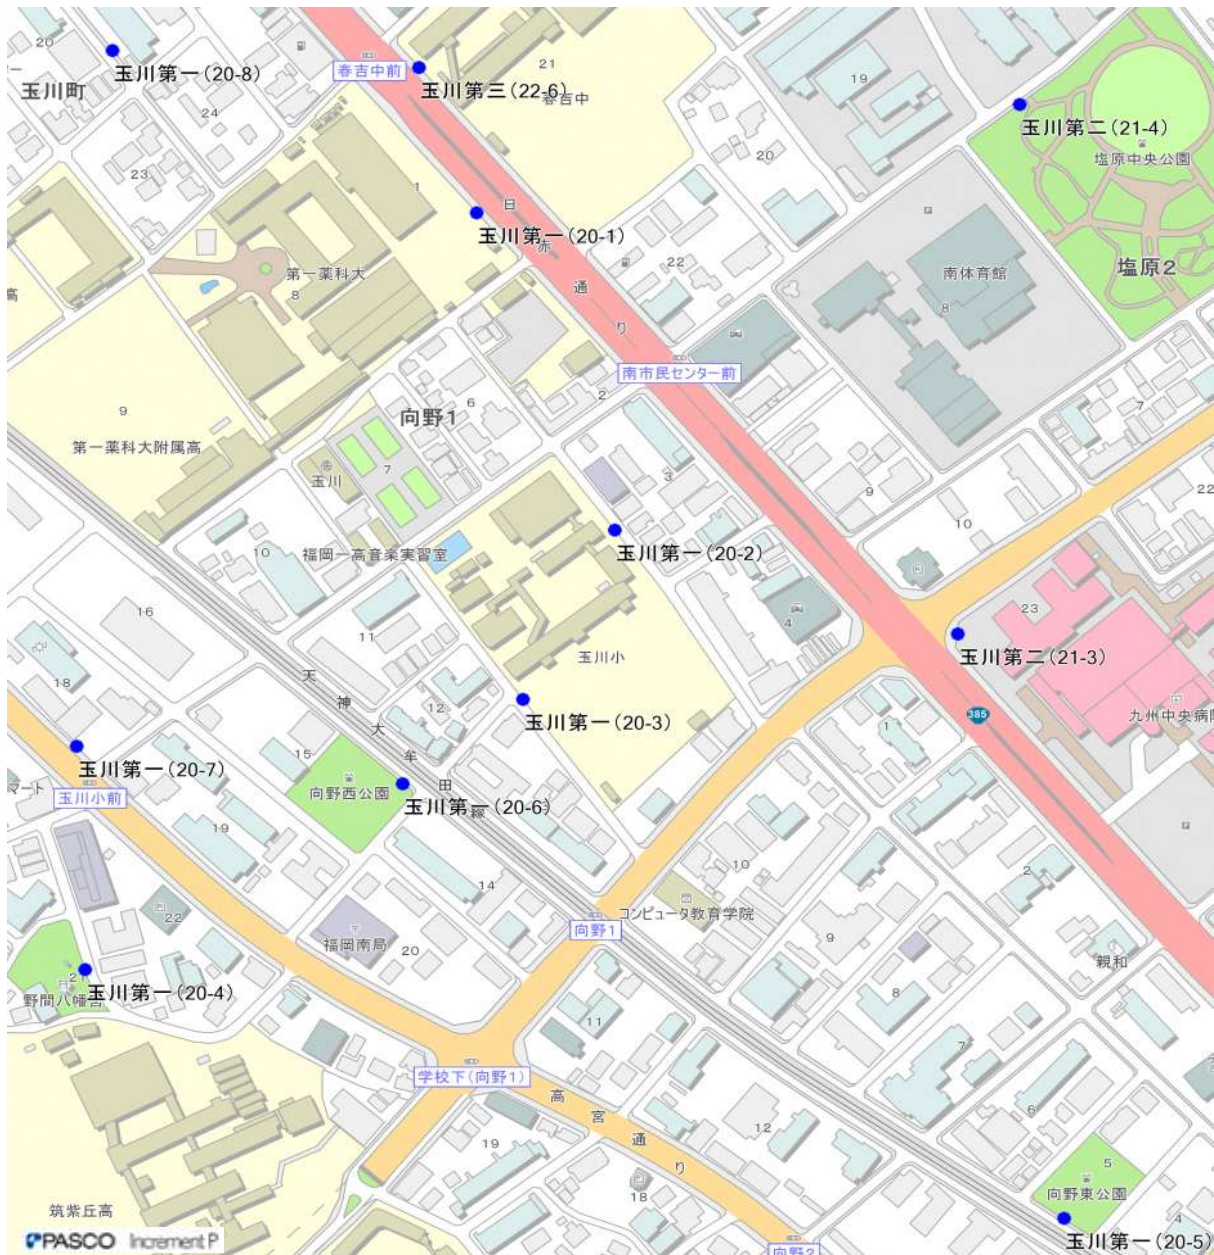 20
玉川第一(20-8)
玉川町
24
23
春吉中前
玉川第三(22-6)
21
春吉中
19
玉川第二(21-4)
塩原中央公園
20
1
日
赤
通
り
玉川第一(20-1)
22
第一薬科大
8
高
南体育館
8
塩原2
南市民センター前
2
6
向野1
9
第一薬科大附属高
玉川
7
3
7
9
10
22
福岡一高音楽実習室
10
玉川第一(20-2)
16
11
4
23
玉川小
玉川第二(21-3)
18
天
神
大
牟
田
線
12
玉川第一(20-3)
385
九州中央病院
1
15
玉川第一(20-7)
マート
玉川小前
向野西公園
玉川第一(20-6)
19
14
10
2
コンピュータ教育学院
22
福岡南局
20
向野1
9
親和
21
野間八幡宮
玉川第一(20-4)
8
11
7
学校下(向野1)
高
宮
通
り
12
6
19
5
向野東公園
18
筑紫丘高
4
玉川第一(20-5)
向野2
PASCO Increment P